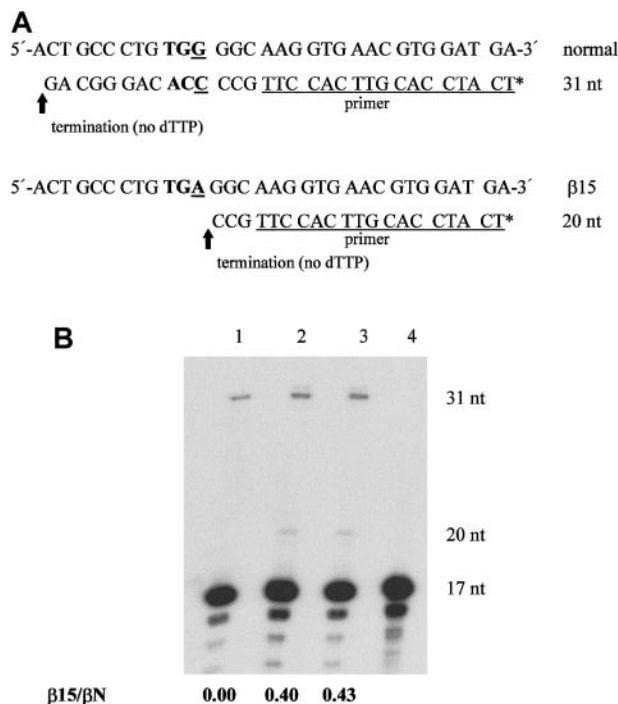 A
5´-ACT GCC CTG TGG GGC AAG GTG AAC GTG GAT GA-3´ normal
GA CGG GAC ACC CCG TTC CAC TTG CAC CTA CT* 31 nt
primer
termination (no dTTP)
5´-ACT GCC CTG TGA GGC AAG GTG AAC GTG GAT GA-3´ β15
CCG TTC CAC TTG CAC CTA CT* 20 nt
primer
termination (no dTTP)
B
1 2 3 4
31 nt
20 nt
17 nt
β15/βN 0.00 0.40 0.43